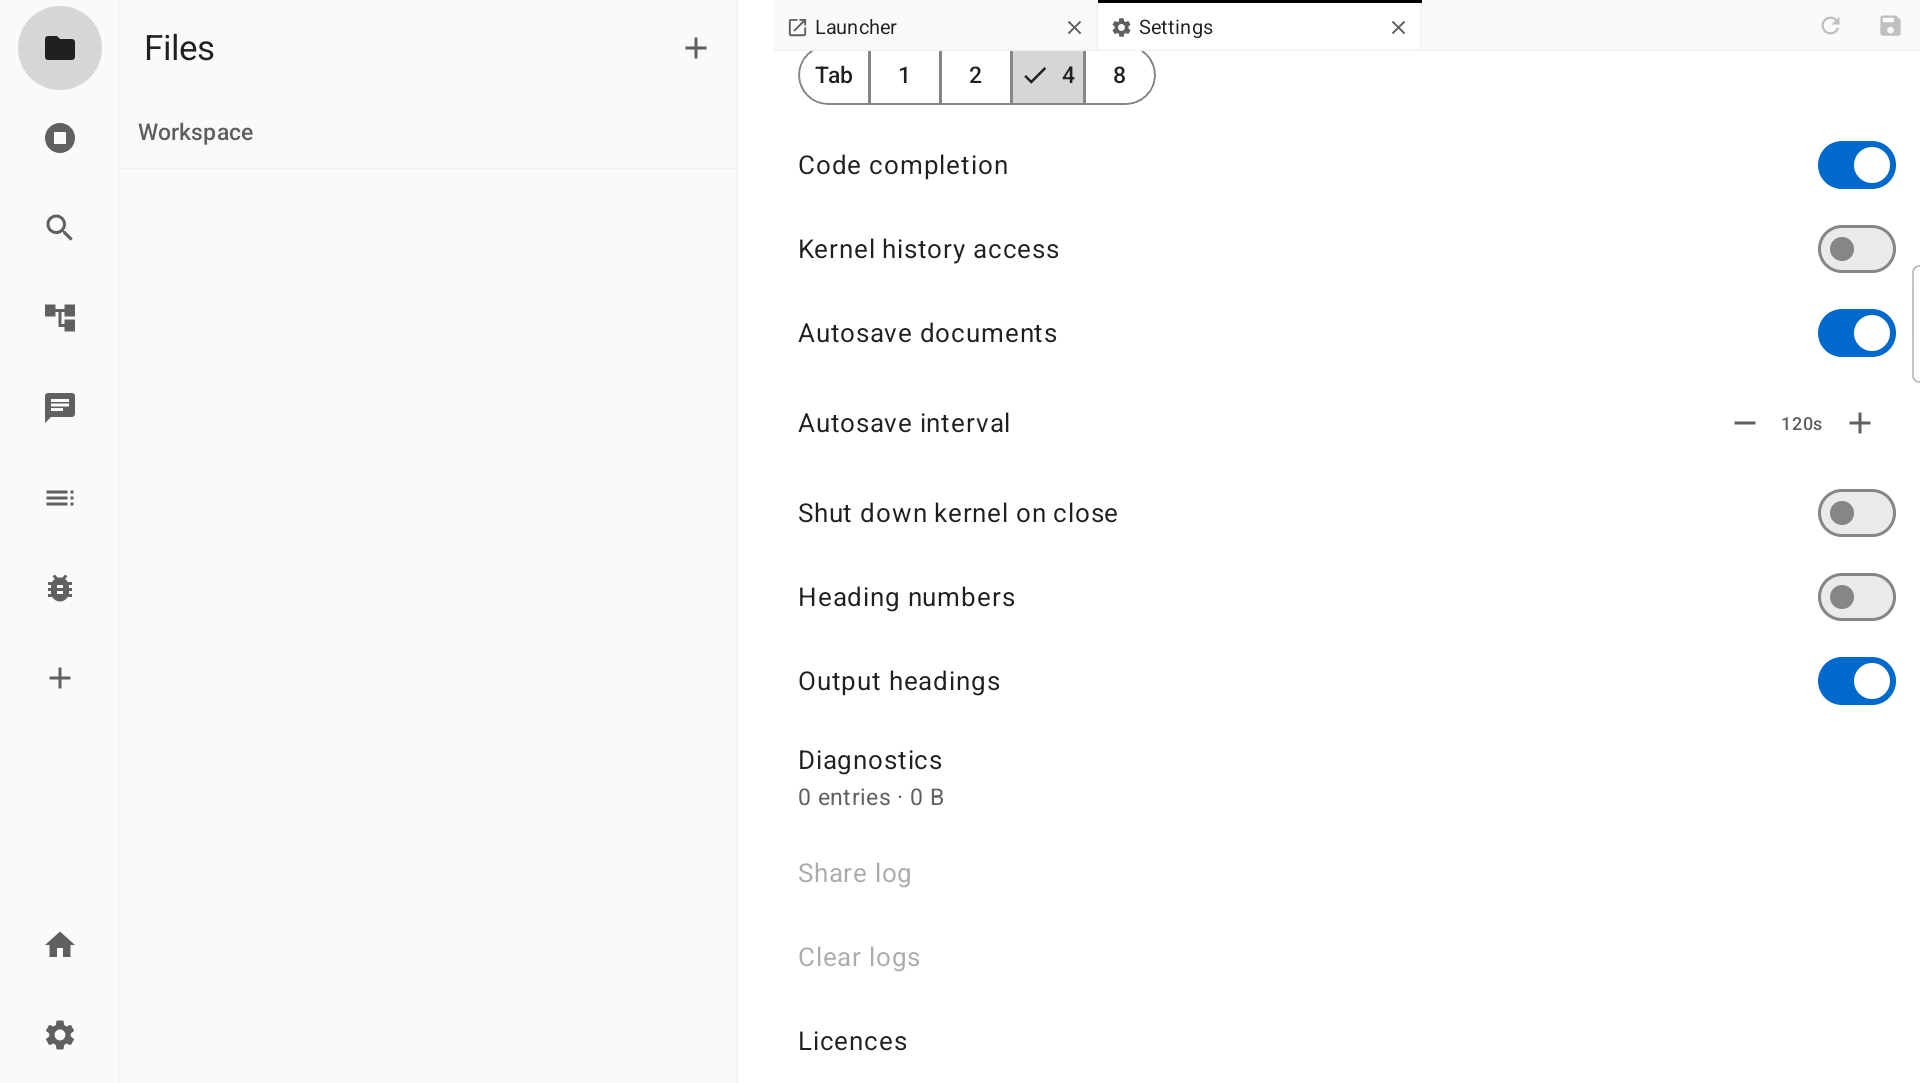 Files
Workspace
Launcher
Settings
Tab 1 2 4 8
Code completion
Kernel history access
Autosave documents
Autosave interval
120s
Shut down kernel on close
Heading numbers
Output headings
Diagnostics
0 entries · 0 B
Share log
Clear logs
Licences